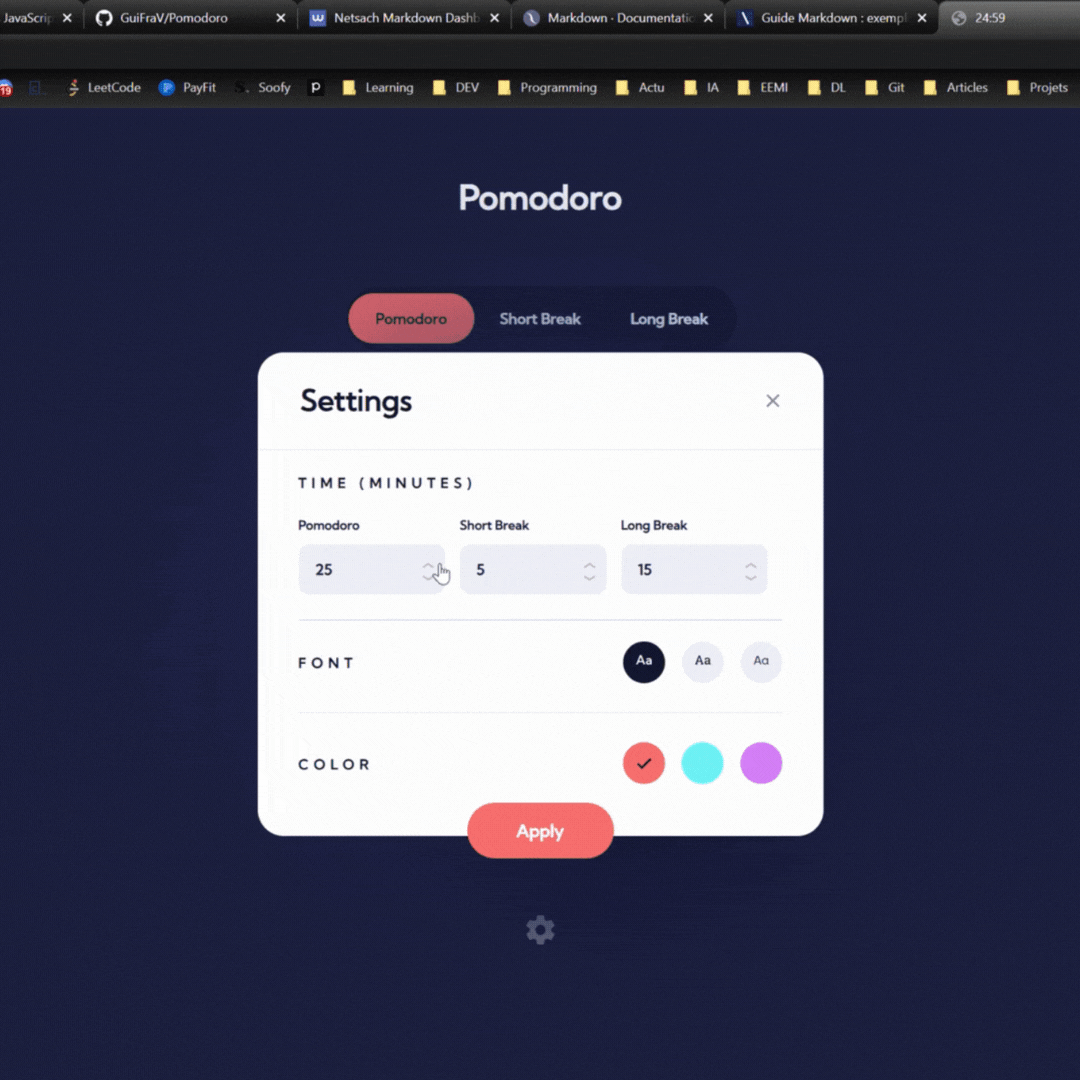 JavaScrip GuiFraV/Pomodoro Netsach Markdown Dashb Markdown · Documentatio Guide Markdown : exempl 24:59
19 LeetCode PayFit Soofy P Learning DEV Programming Actu IA EEMI DL Git Articles Projets
Pomodoro
Pomodoro Short Break Long Break
Settings
TIME (MINUTES)
Pomodoro Short Break Long Break
25 5 15
FONT Aa Aa Aa
COLOR
Apply